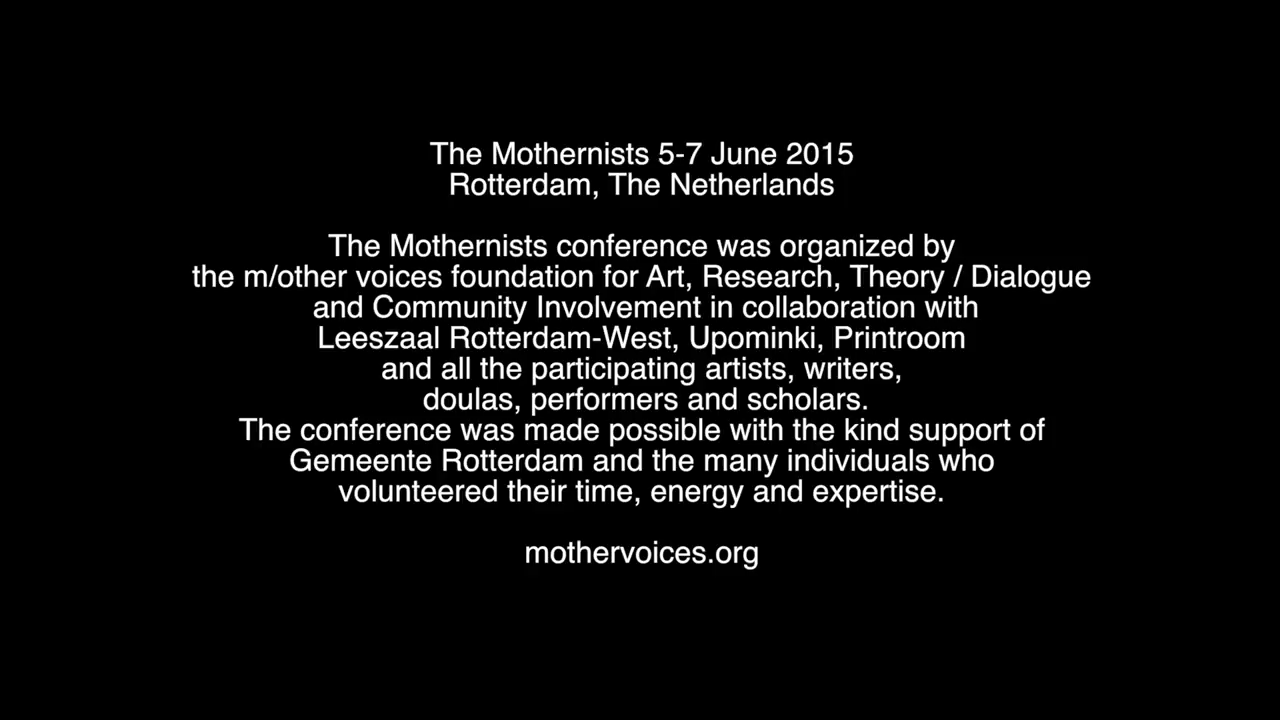 The Mothernists 5-7 June 2015
Rotterdam, The Netherlands
The Mothernists conference was organized by
the m/other voices foundation for Art, Research, Theory / Dialogue
and Community Involvement in collaboration with
Leeszaal Rotterdam-West, Upominki, Printroom
and all the participating artists, writers,
doulas, performers and scholars.
The conference was made possible with the kind support of
Gemeente Rotterdam and the many individuals who
volunteered their time, energy and expertise.
mothervoices.org